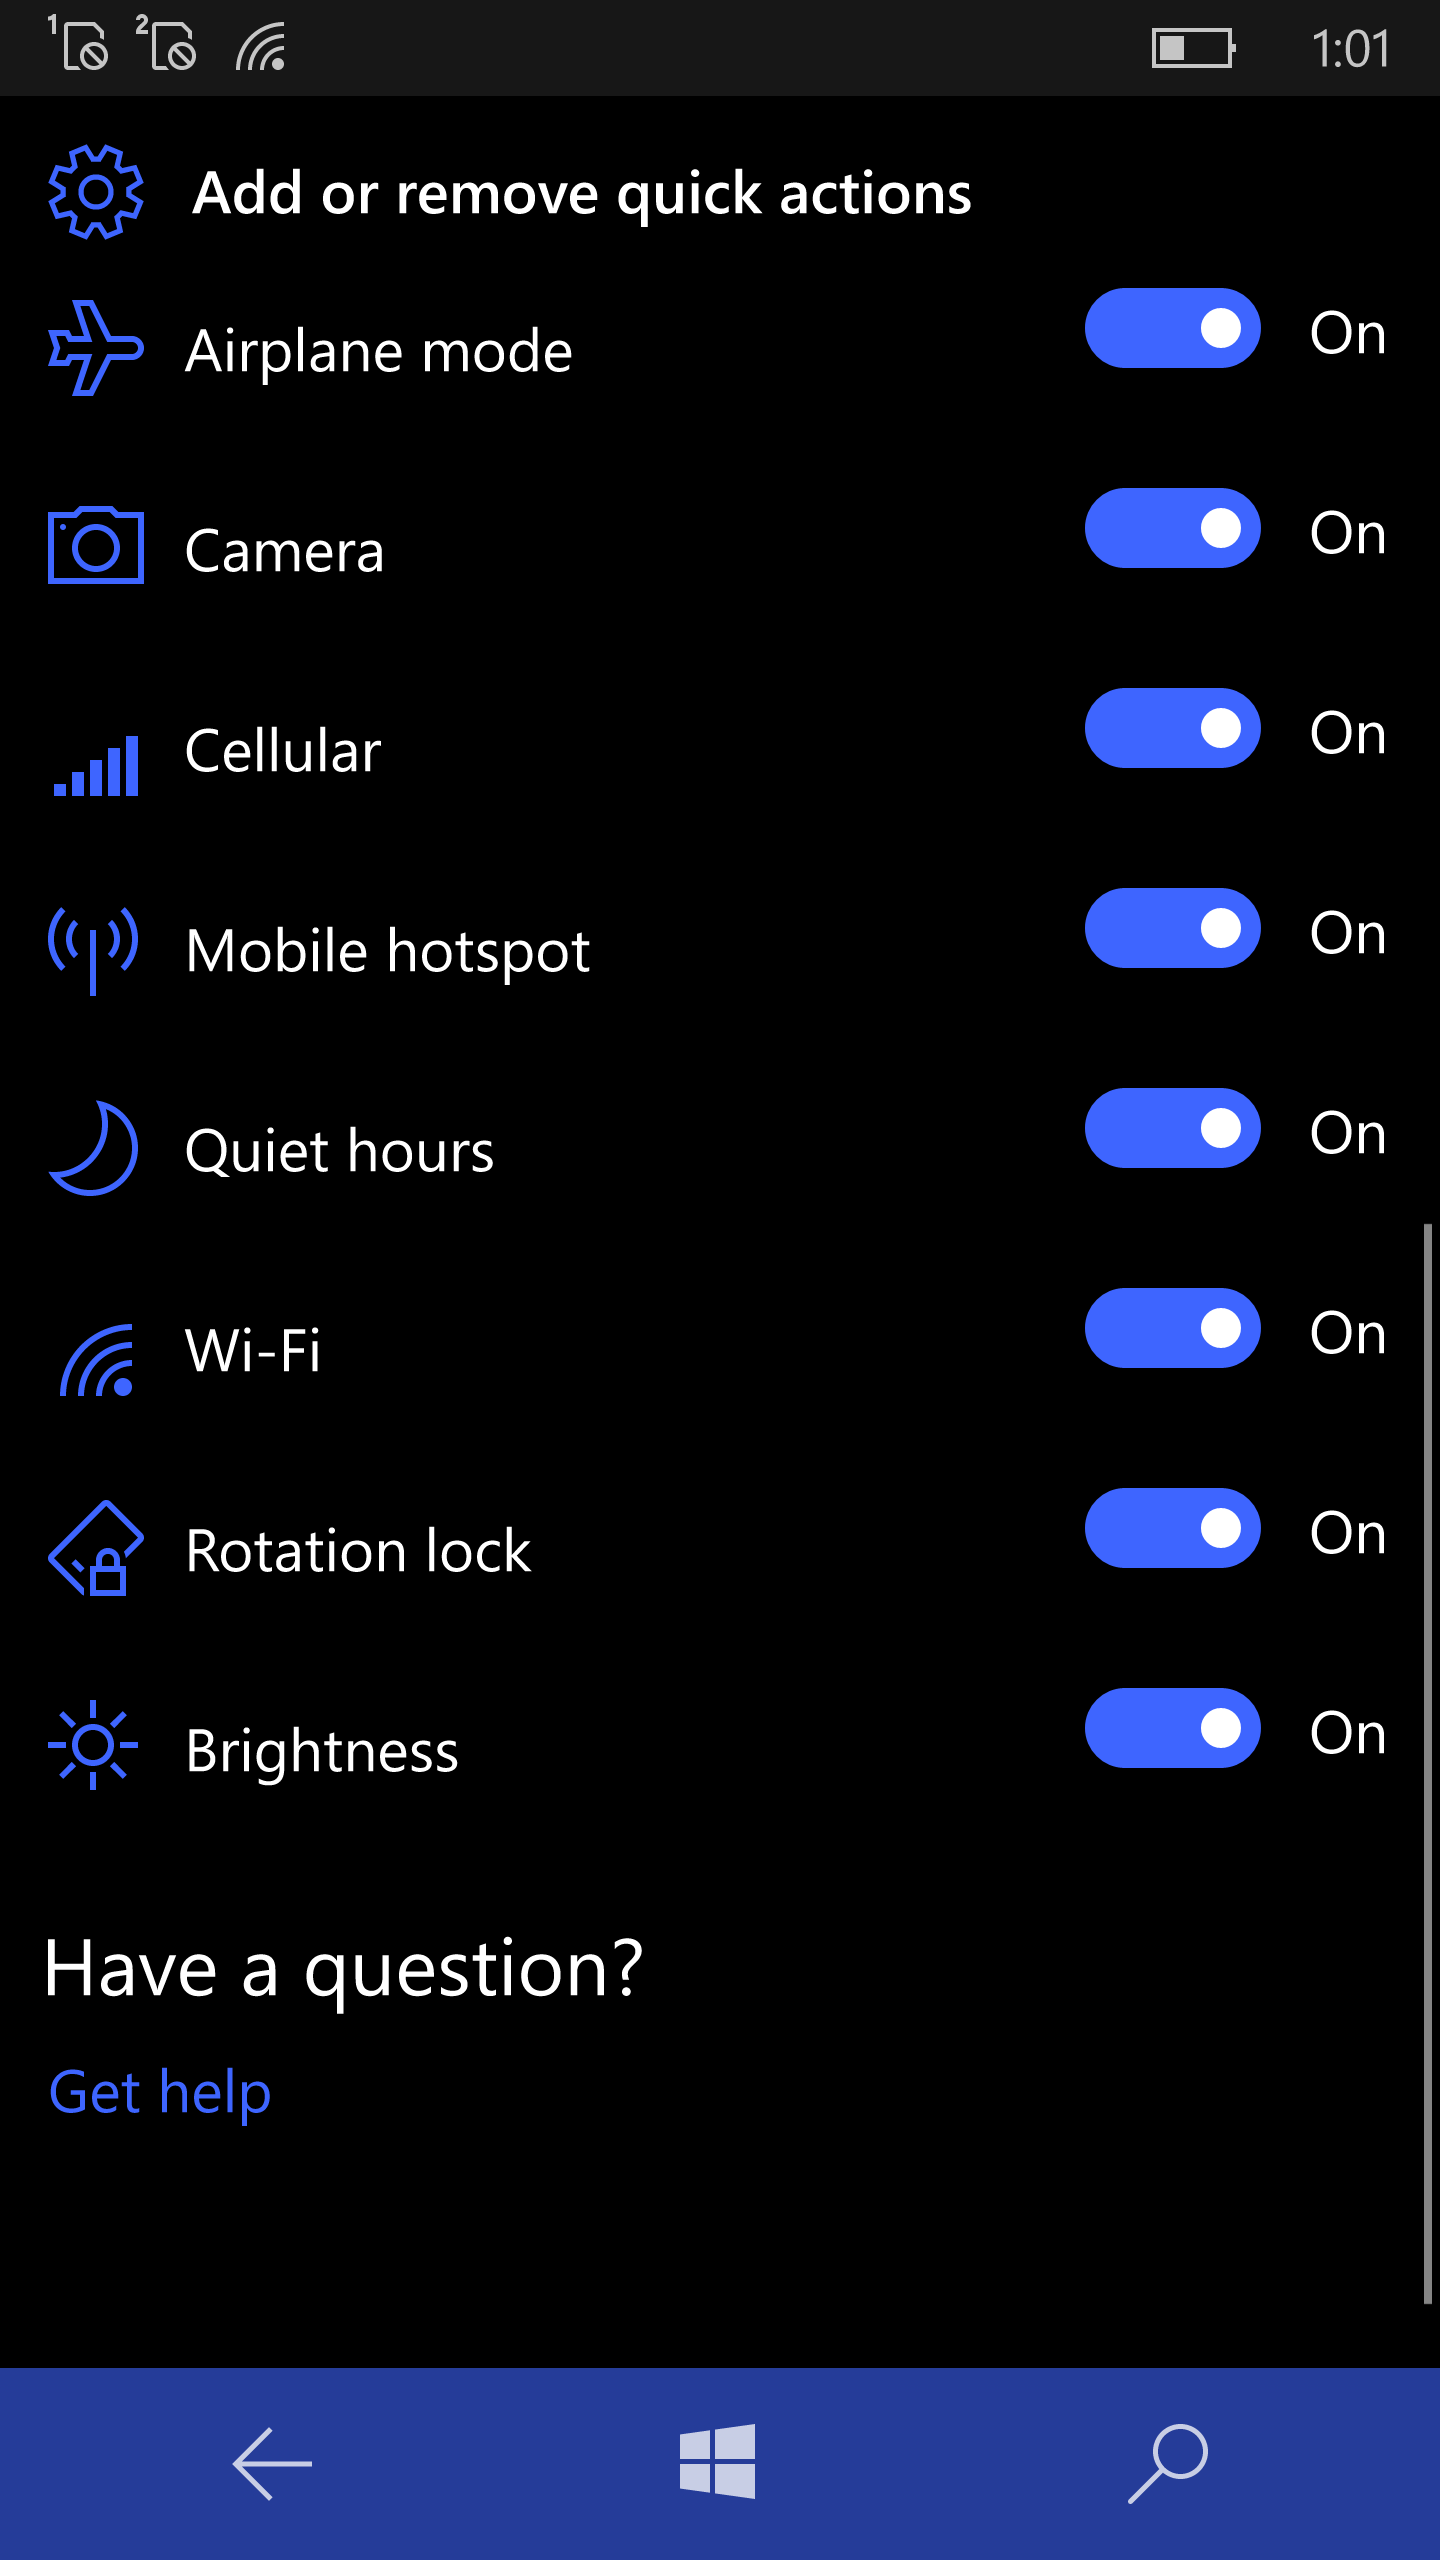 1 2 1:01
Add or remove quick actions
Airplane mode On
Camera On
Cellular On
Mobile hotspot On
Quiet hours On
Wi-Fi On
Rotation lock On
Brightness On
Have a question?
Get help